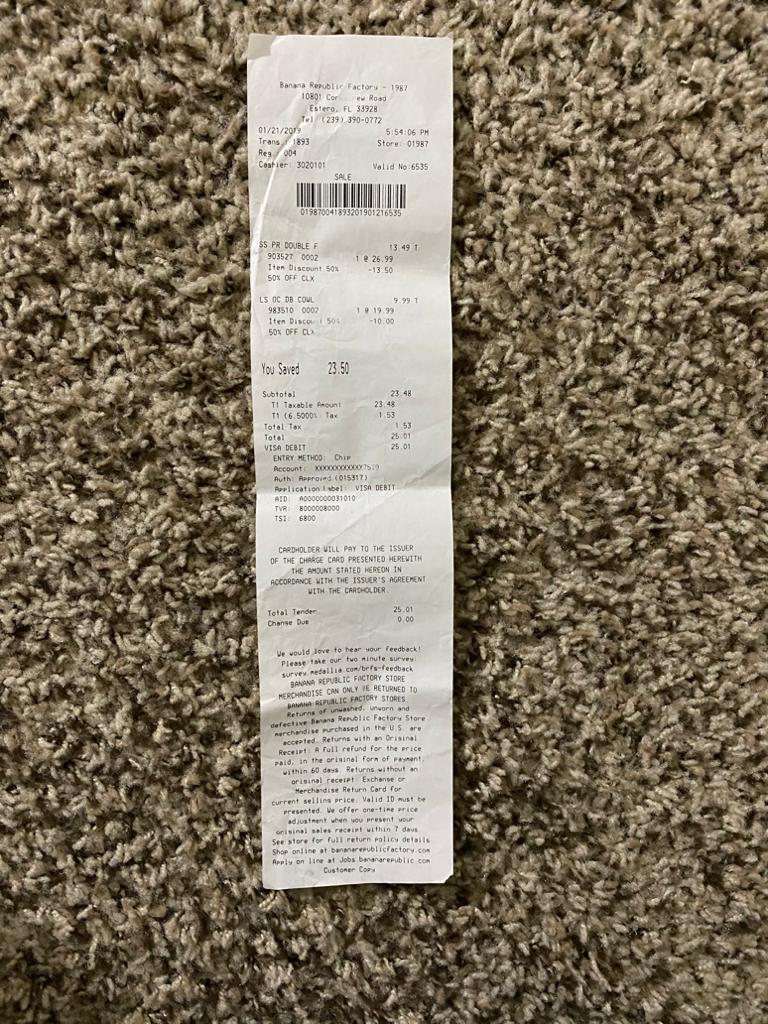 Banana Republic Factory - 1987
10801 Cor ew Road
Estero, FL 33928
Tel (239) 390-0772
01/21/2019 5:54:06 PM
Trans. 1893 Store: 01987
Reg. 004
Cashier: 3020101 Valid No:6535
SALE
019870041893201901216535
SS PR DOUBLE F 13.49 T
903527 0002 1 @ 26.99
Item Discount 50% -13.50
50% OFF CLX
LS OC DB COWL 9.99 T
983510 0002 1 @ 19.99
Item Discou t 50% -10.00
50% OFF CLX
You Saved 23.50
Subtotal 23.48
T1 Taxable Amount 23.48
T1 (6.5000%) Tax 1.53
Total Tax 1.53
Total 25.01
VISA DEBIT 25.01
ENTRY METHOD: Chip
Account:
Auth: Approved (015317)
Application Label: VISA DEBIT
AID: A0000000031010
TVR: 8000008000
TSI: 6800
CARDHOLDER WILL PAY TO THE ISSUER
OF THE CHARGE CARD PRESENTED HEREWITH
THE AMOUNT STATED HEREON IN
ACCORDANCE WITH THE ISSUER'S AGREEMENT
WITH THE CARDHOLDER.
Total Tender 25.01
Change Due 0.00
We would love to hear your feedback!
Please take our two minute survey:
survey.medallia.com/brfs-feedback
BANANA REPUBLIC FACTORY STORE
MERCHANDISE CAN ONLY BE RETURNED TO
BANANA REPUBLIC FACTORY STORES.
Returns of unwashed, unworn and
defective Banana Republic Factory Store
merchandise purchased in the U.S. are
accepted. Returns with an Original
Receipt: A full refund for the price
paid, in the original form of payment,
within 60 days. Returns without an
original receipt: Exchange or
Merchandise Return Card for
current selling price. Valid ID must be
presented. We offer one-time price
adjustment when you present your
original sales receipt within 7 days.
See store for full return policy details
Shop online at bananarepublicfactory.com
Apply on line at Jobs.bananarepublic.com
Customer Copy